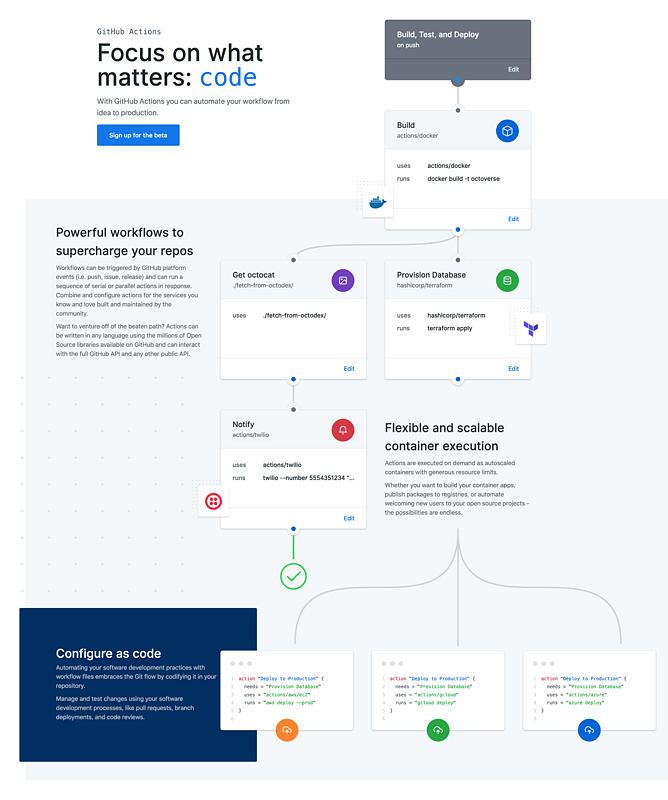 GitHub Actions
Focus on what
matters: code
With GitHub Actions you can automate your workflow from
idea to production.
Sign up for the beta
Build, Test, and Deploy
on push
Edit
Build
actions/docker
uses actions/docker
runs docker build -t octoverse
Edit
Powerful workflows to
supercharge your repos
Workflows can be triggered by GitHub platform
events (i.e. push, issue, release) and can run a
sequence of serial or parallel actions in response.
Combine and configure actions for the services you
know and love built and maintained by the
community.
Want to venture off of the beaten path? Actions can
be written in any language using the millions of Open
Source libraries available on GitHub and can interact
with the full GitHub API and any other public API.
Get octocat
./fetch-from-octodex/
uses ./fetch-from-octodex/
Edit
Provision Database
hashicorp/terraform
uses hashicorp/terraform
runs terraform apply
Edit
Notify
actions/twilio
uses actions/twilio
runs twilio --number 5554351234 "...
Edit
Flexible and scalable
container execution
Actions are executed on demand as autoscaled
containers with generous resource limits.
Whether you want to build your container apps,
publish packages to registries, or automate
welcoming new users to your open source projects -
the possibilities are endless.
Configure as code
Automating your software development practices with
workflow files embraces the Git flow by codifying it in your
repository.
Manage and test changes using your software
development processes, like pull requests, branch
deployments, and code reviews.
1 action "Deploy to Production" {
2 needs = "Provision Database"
3 uses = "actions/aws/ec2"
4 runs = "aws deploy --prod"
5 }
6
1 action "Deploy to Production" {
2 needs = "Provision Database"
3 uses = "actions/gcloud"
4 runs = "gcloud deploy"
5 }
6
1 action "Deploy to Production" {
2 needs = "Provision Database"
3 uses = "actions/azure"
4 runs = "azure deploy"
5 }
6